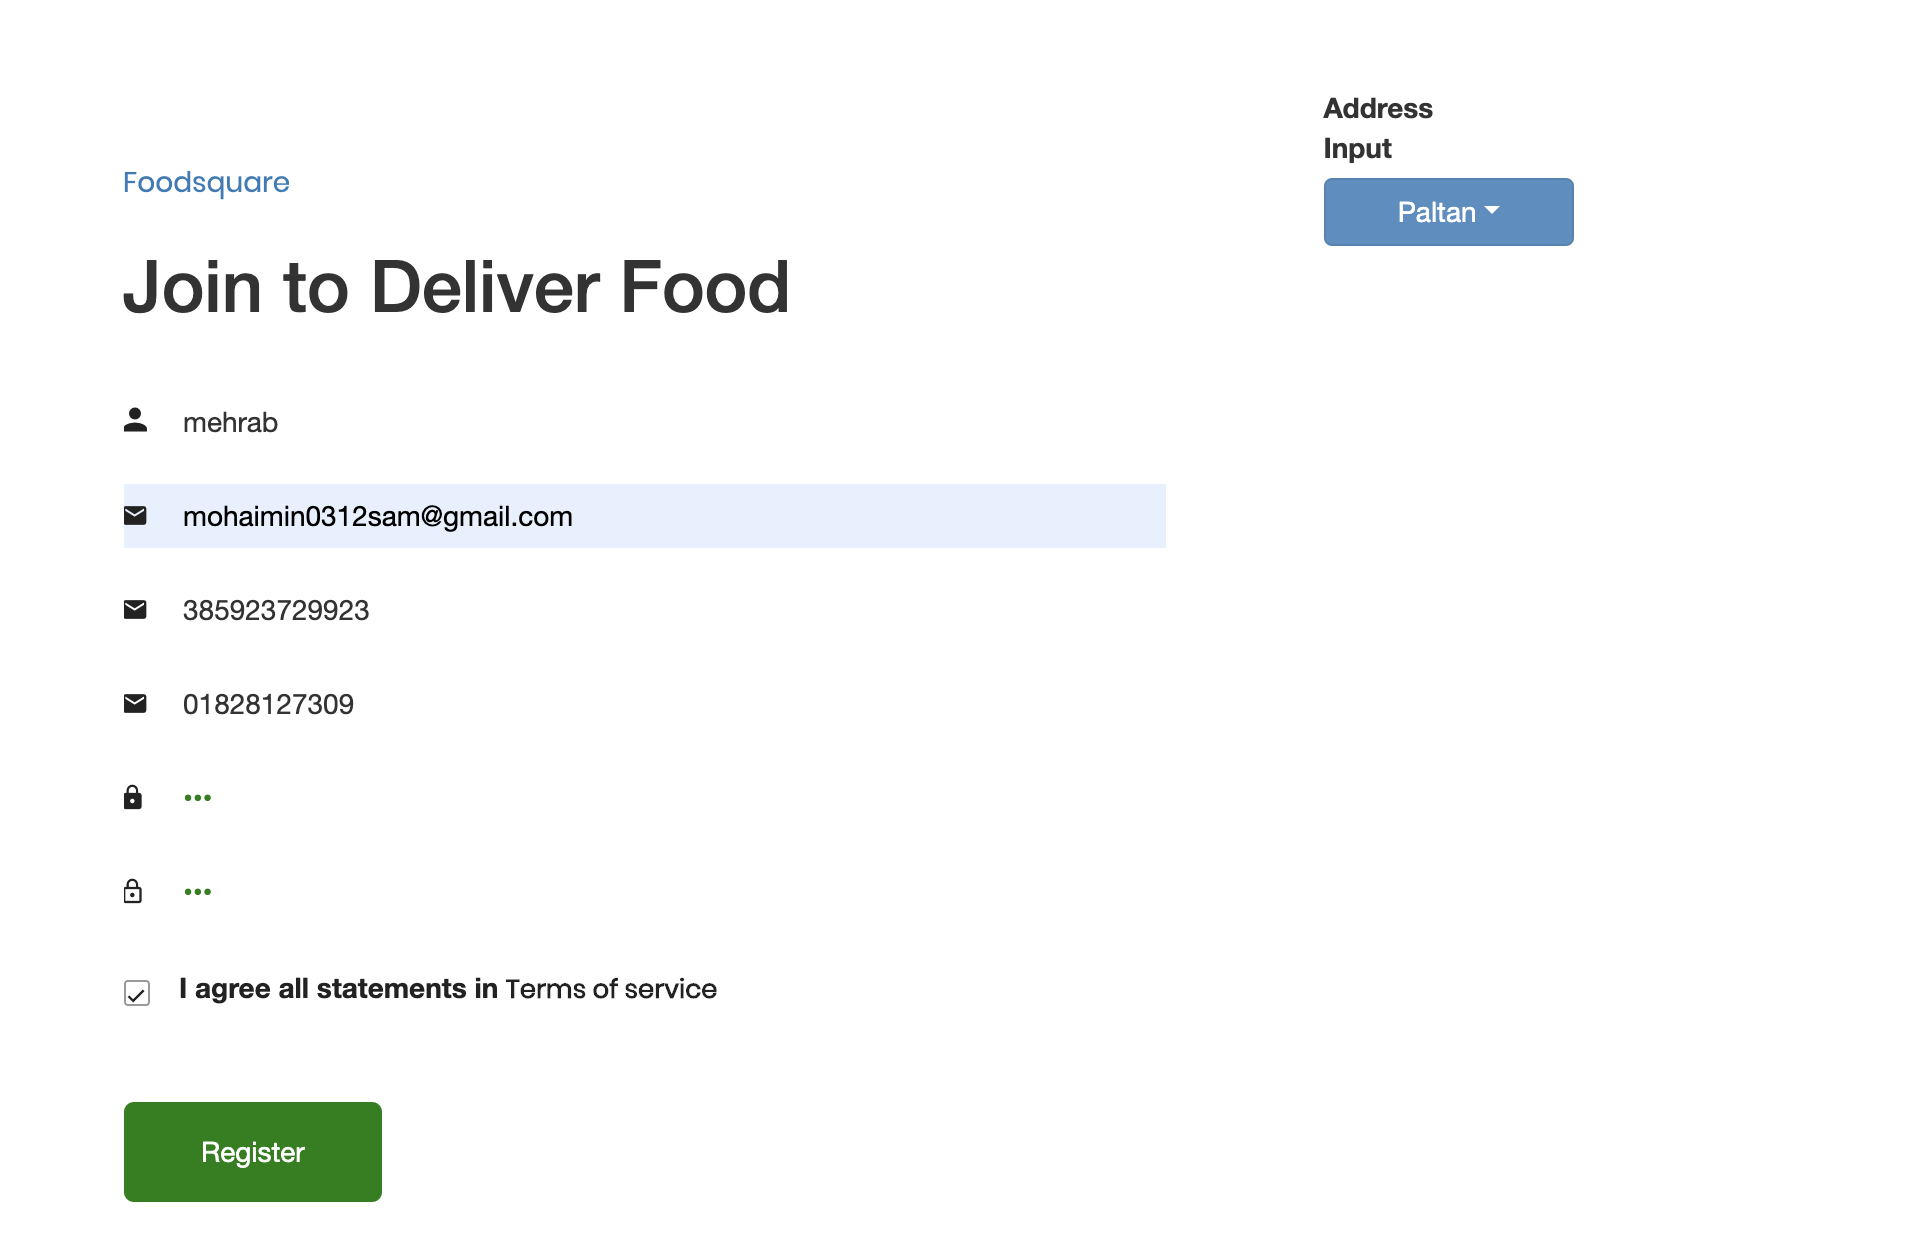 Foodsquare
Join to Deliver Food
mehrab
mohaimin0312sam@gmail.com
385923729923
01828127309
•••
•••
I agree all statements in Terms of service
Register
Address
Input
Paltan